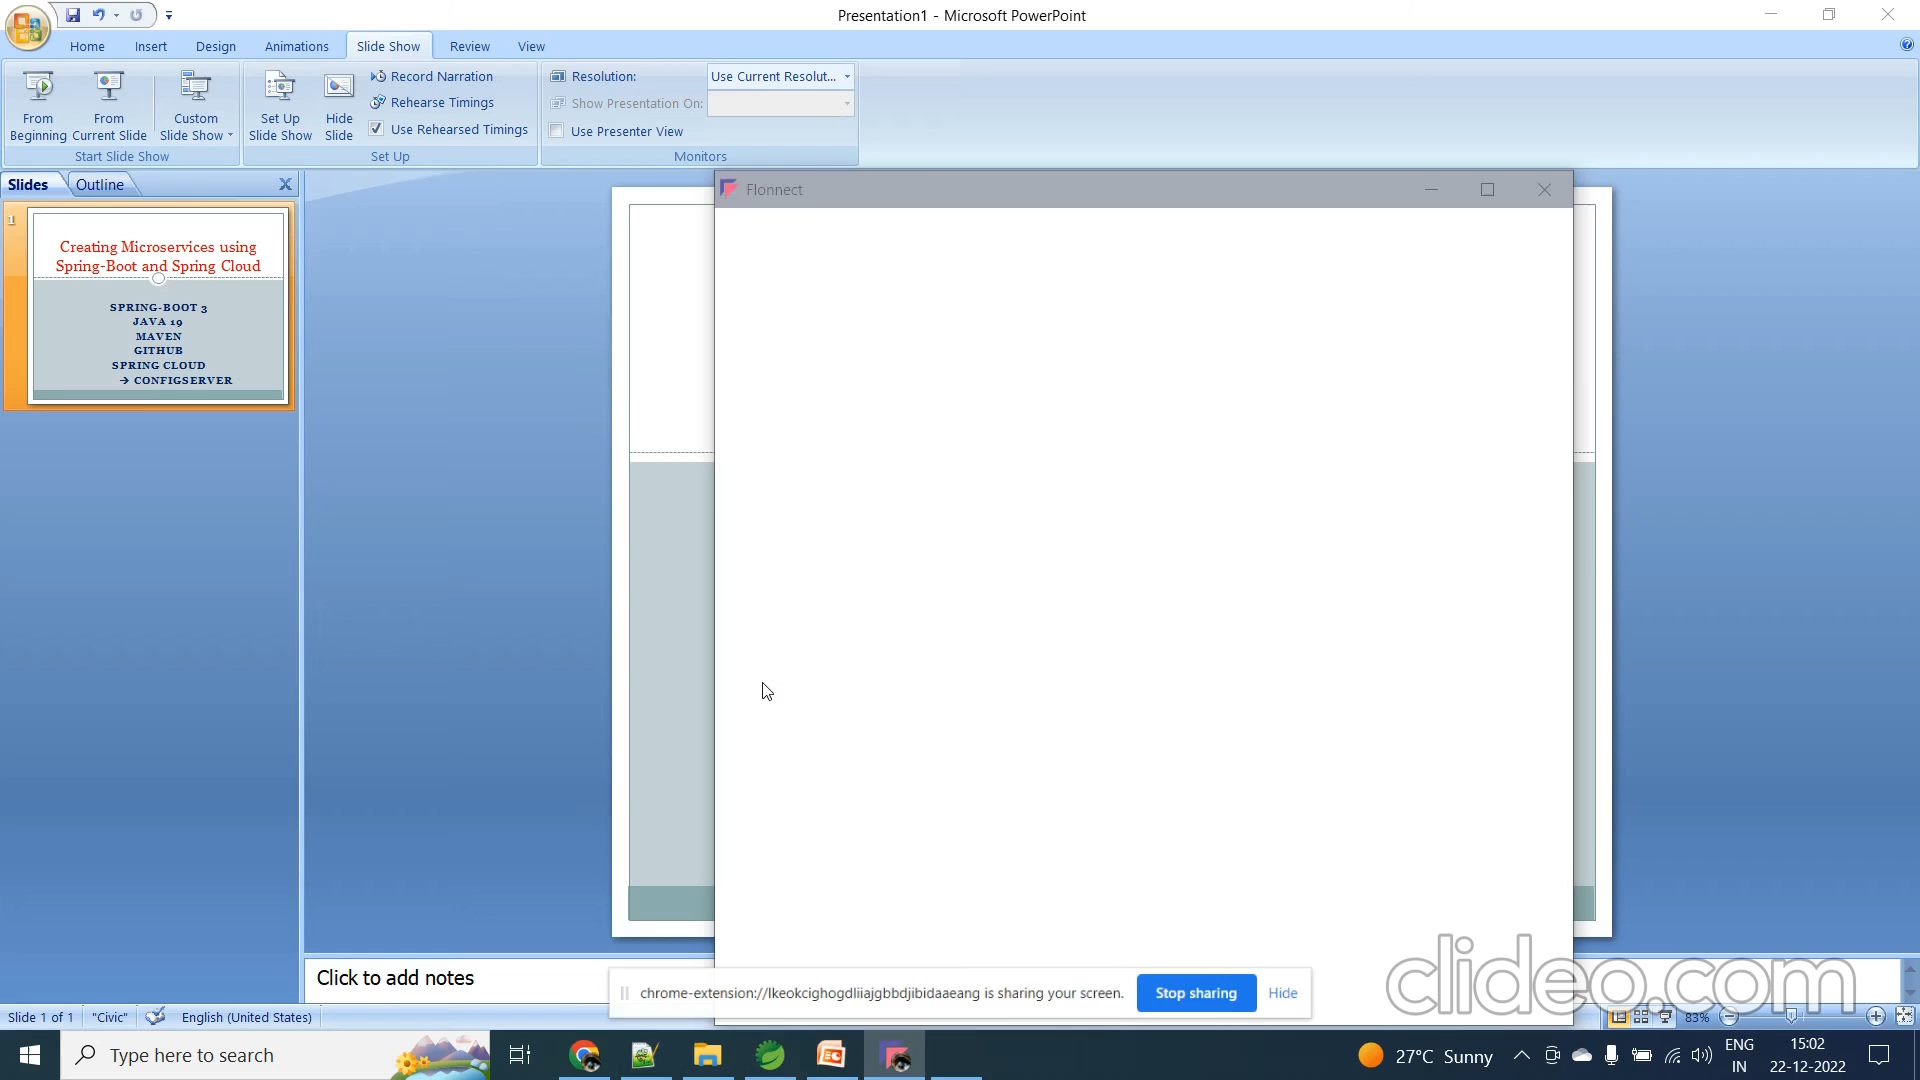 Presentation1 - Microsoft PowerPoint
Home
Insert
Design
Animations
Slide Show
Review
View
From Beginning
From Current Slide
Custom Slide Show
Start Slide Show
Set Up Slide Show
Hide Slide
Record Narration
Rehearse Timings
Use Rehearsed Timings
Set Up
Resolution:
Use Current Resolut...
Show Presentation On:
Use Presenter View
Monitors
Slides
Outline
1
Creating Microservices using
Spring-Boot and Spring Cloud
SPRING-BOOT 3
JAVA 19
MAVEN
GITHUB
SPRING CLOUD
→ CONFIGSERVER
Flonnect
Click to add notes
chrome-extension://lkeokcighogdliiajgbbdjibidaaeang is sharing your screen.
Stop sharing
Hide
clideo.com
Slide 1 of 1
"Civic"
English (United States)
83%
Type here to search
27°C Sunny
ENG
IN
15:02
22-12-2022